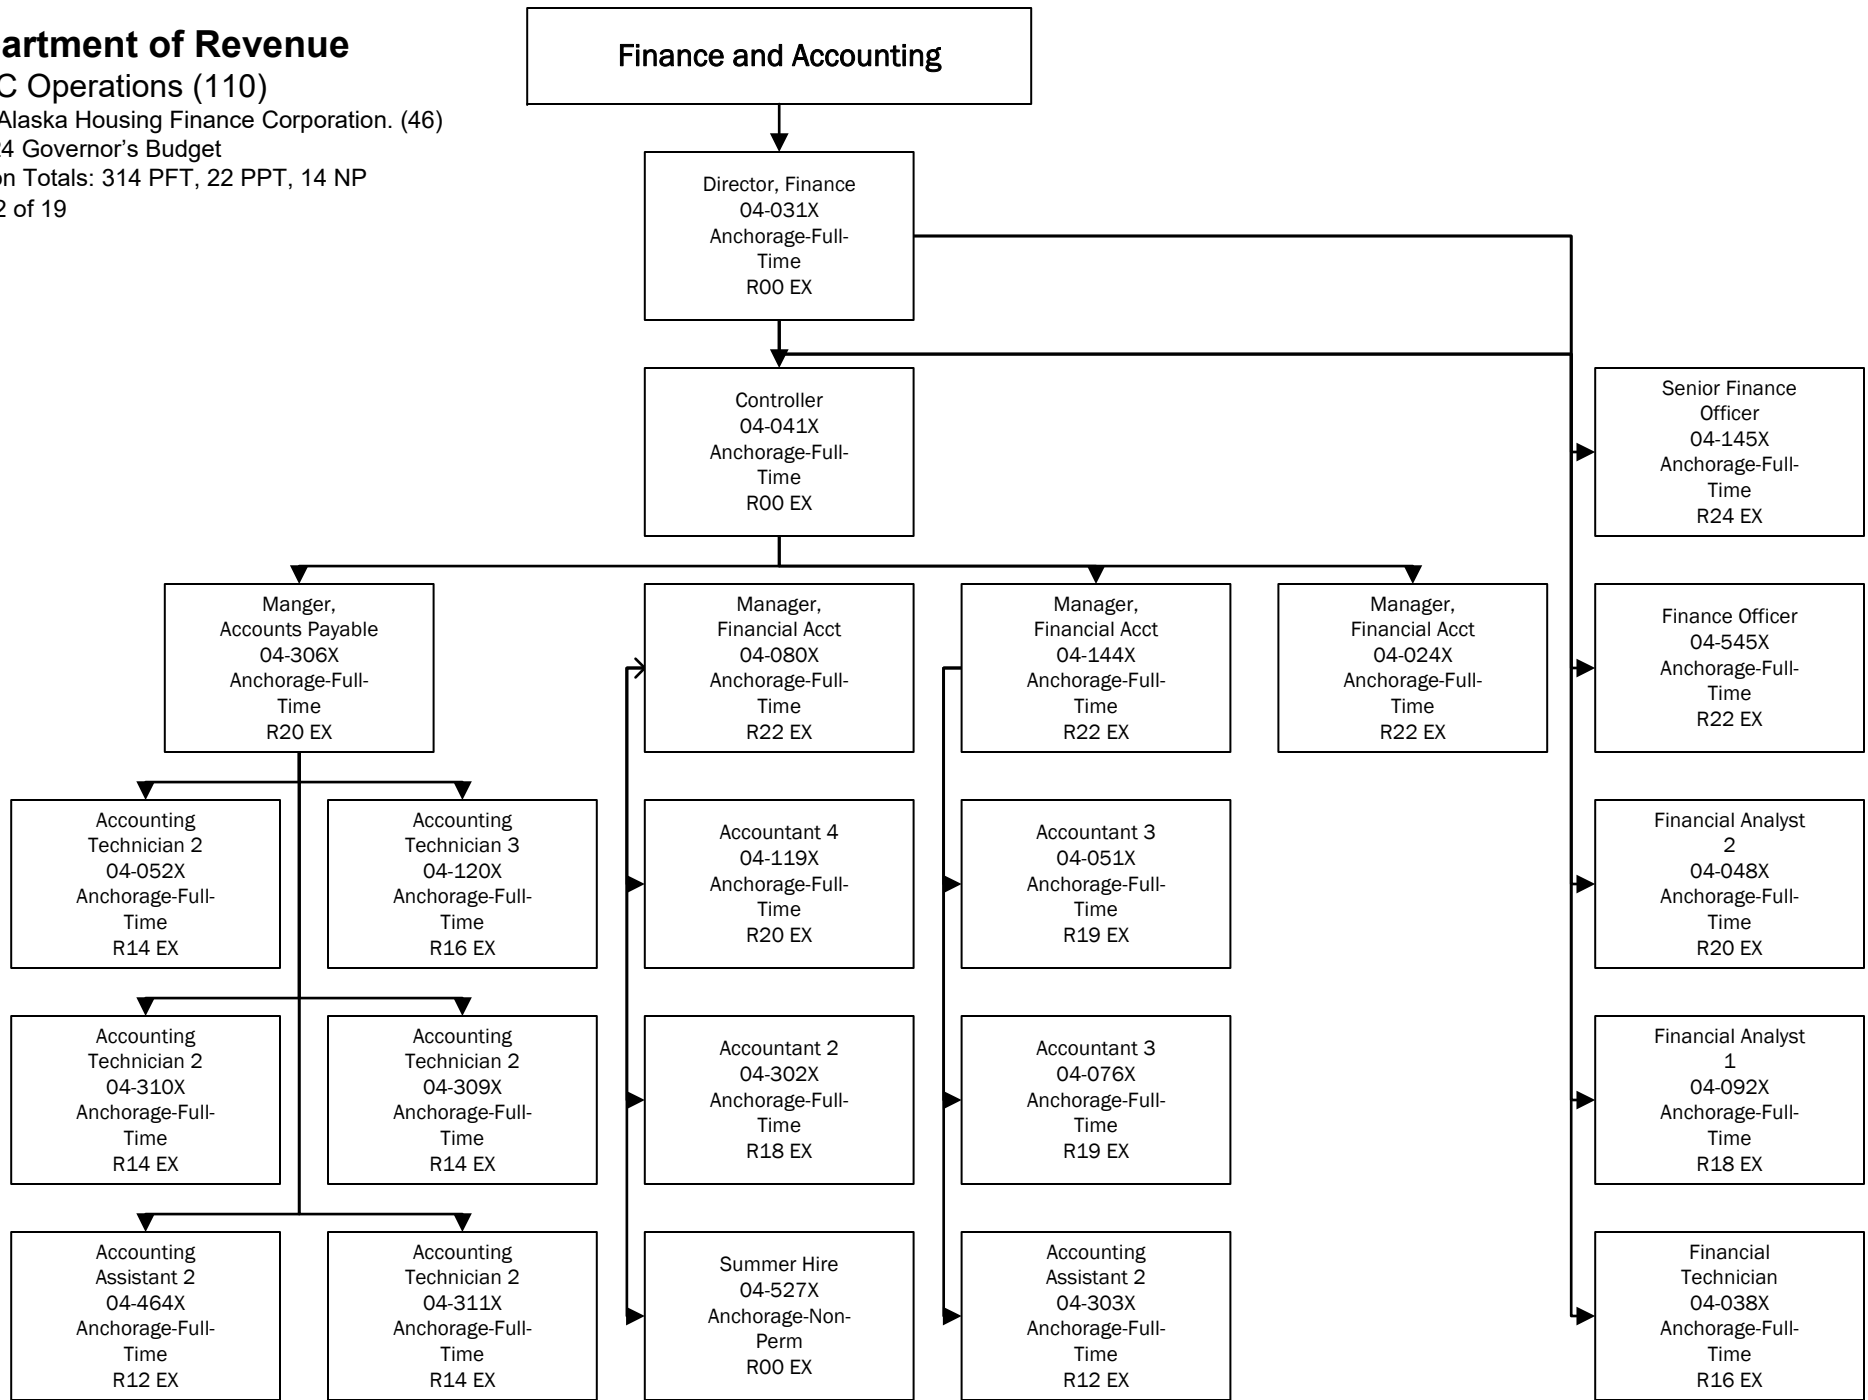 artment of Revenue
C Operations (110)
Alaska Housing Finance Corporation. (46)
4 Governor's Budget
on Totals: 314 PFT, 22 PPT, 14 NP
2 of 19
Finance and Accounting
Director, Finance
04-031X
Anchorage-Full-
Time
R00 EX
Controller
04-041X
Anchorage-Full-
Time
R00 EX
Senior Finance
Officer
04-145X
Anchorage-Full-
Time
R24 EX
Manger,
Accounts Payable
04-306X
Anchorage-Full-
Time
R20 EX
Manager,
Financial Acct
04-080X
Anchorage-Full-
Time
R22 EX
Manager,
Financial Acct
04-144X
Anchorage-Full-
Time
R22 EX
Manager,
Financial Acct
04-024X
Anchorage-Full-
Time
R22 EX
Finance Officer
04-545X
Anchorage-Full-
Time
R22 EX
Accounting
Technician 2
04-052X
Anchorage-Full-
Time
R14 EX
Accounting
Technician 3
04-120X
Anchorage-Full-
Time
R16 EX
Accountant 4
04-119X
Anchorage-Full-
Time
R20 EX
Accountant 3
04-051X
Anchorage-Full-
Time
R19 EX
Financial Analyst
2
04-048X
Anchorage-Full-
Time
R20 EX
Accounting
Technician 2
04-310X
Anchorage-Full-
Time
R14 EX
Accounting
Technician 2
04-309X
Anchorage-Full-
Time
R14 EX
Accountant 2
04-302X
Anchorage-Full-
Time
R18 EX
Accountant 3
04-076X
Anchorage-Full-
Time
R19 EX
Financial Analyst
1
04-092X
Anchorage-Full-
Time
R18 EX
Accounting
Assistant 2
04-464X
Anchorage-Full-
Time
R12 EX
Accounting
Technician 2
04-311X
Anchorage-Full-
Time
R14 EX
Summer Hire
04-527X
Anchorage-Non-
Perm
R00 EX
Accounting
Assistant 2
04-303X
Anchorage-Full-
Time
R12 EX
Financial
Technician
04-038X
Anchorage-Full-
Time
R16 EX